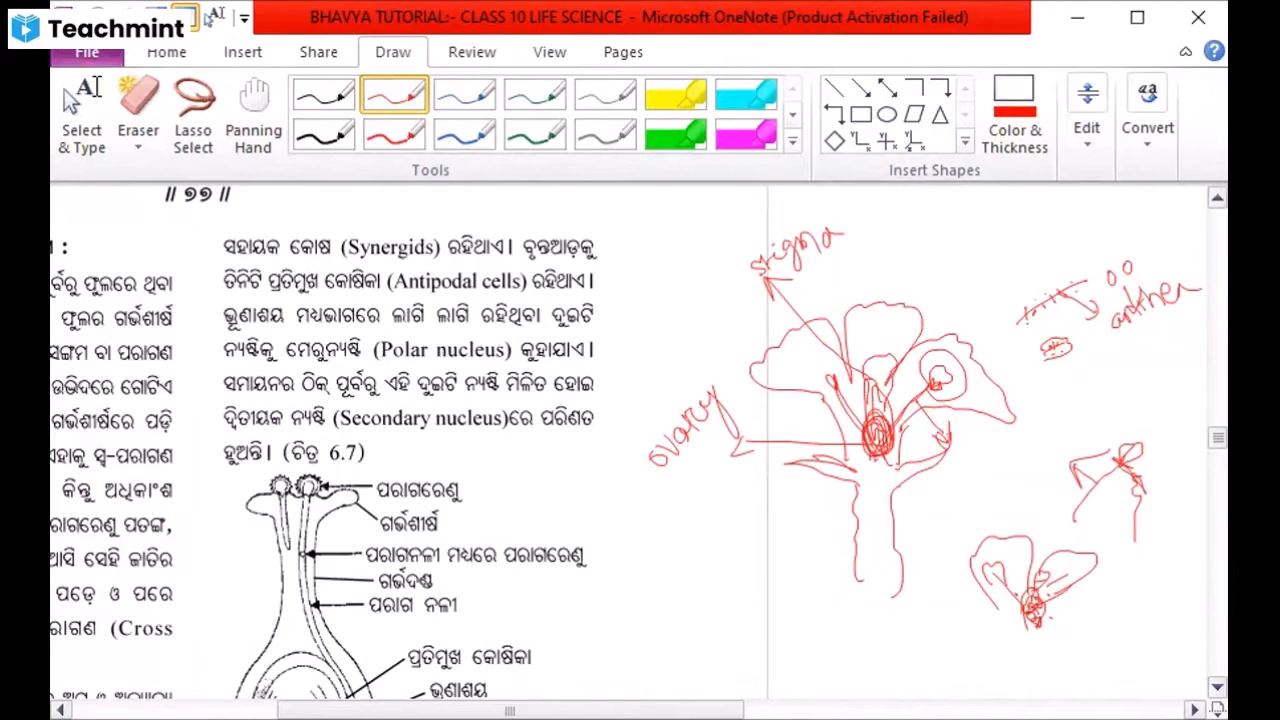 BHAVYA TUTORIAL:- CLASS 10 LIFE SCIENCE - Microsoft OneNote (Product Activation Failed)
Teachmint
File Home Insert Share Draw Review View Pages
Select & Type
Eraser
Lasso Select
Panning Hand
Color & Thickness
Edit
Convert
Tools
Insert Shapes
॥ ୭୭ ॥
ର୍ବରୁ ଫୁଲରେ ଥିବା
ଫୁଲର ଗର୍ଭଶୀର୍ଷ
ସଙ୍ଗମ ବା ପରାଗଣ
ଉଦ୍ଭିଦରେ ଗୋଟିଏ
ଗର୍ଭଶୀର୍ଷରେ ପଡ଼ି
ଏହାକୁ ସ୍ଵ-ପରାଗଣ
କିନ୍ତୁ ଅଧିକାଂଶ
ପରାଗରେଣୁ ପତଙ୍ଗ,
ଆସି ସେହି ଜାତିର
ପଡ଼େ ଓ ପରେ
ରାଗଣ (Cross
ସହାୟକ କୋଷ (Synergids) ରହିଥାଏ। ବୃନ୍ତଆଡ଼କୁ
ତିନିଟି ପ୍ରତିମୁଖ କୋଷିକା (Antipodal cells) ରହିଥାଏ।
ଭୂଣାଶୟ ମଧ୍ୟଭାଗରେ ଲାଗି ଲାଗି ରହିଥିବା ଦୁଇଟି
ନ୍ୟଷ୍ଟିକୁ ମେରୁନ୍ୟଷ୍ଟି (Polar nucleus) କୁହାଯାଏ।
ସମାୟନର ଠିକ୍ ପୂର୍ବରୁ ଏହି ଦୁଇଟି ନ୍ୟଷ୍ଟି ମିଳିତ ହୋଇ
ଦ୍ଵିତୀୟକ ନ୍ୟଷ୍ଟି (Secondary nucleus)ରେ ପରିଣତ
ହୁଅନ୍ତି। (ଚିତ୍ର 6.7)
ପରାଗରେଣୁ
ଗର୍ଭଶୀର୍ଷ
ପରାଗନଳୀ ମଧ୍ୟରେ ପରାଗରେଣୁ
ଗର୍ଭଦଣ୍ଡ
ପରାଗ ନଳୀ
ପ୍ରତିମୁଖ କୋଷିକା
ଭ୍ରୂଣାଶୟ
stigma
anther
ovary